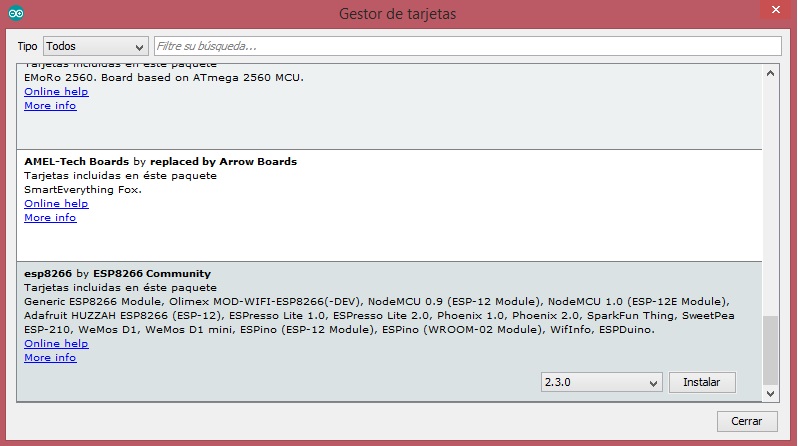 Gestor de tarjetas
Tipo Todos Filtre su búsqueda...
Tarjetas incluidas en éste paquete
EMoRo 2560. Board based on ATmega 2560 MCU.
Online help
More info
AMEL-Tech Boards by replaced by Arrow Boards
Tarjetas incluidas en éste paquete
SmartEverything Fox.
Online help
More info
esp8266 by ESP8266 Community
Tarjetas incluidas en éste paquete
Generic ESP8266 Module, Olimex MOD-WIFI-ESP8266(-DEV), NodeMCU 0.9 (ESP-12 Module), NodeMCU 1.0 (ESP-12E Module),
Adafruit HUZZAH ESP8266 (ESP-12), ESPresso Lite 1.0, ESPresso Lite 2.0, Phoenix 1.0, Phoenix 2.0, SparkFun Thing, SweetPea
ESP-210, WeMos D1, WeMos D1 mini, ESPino (ESP-12 Module), ESPino (WROOM-02 Module), WifInfo, ESPDuino.
Online help
More info
2.3.0 Instalar
Cerrar